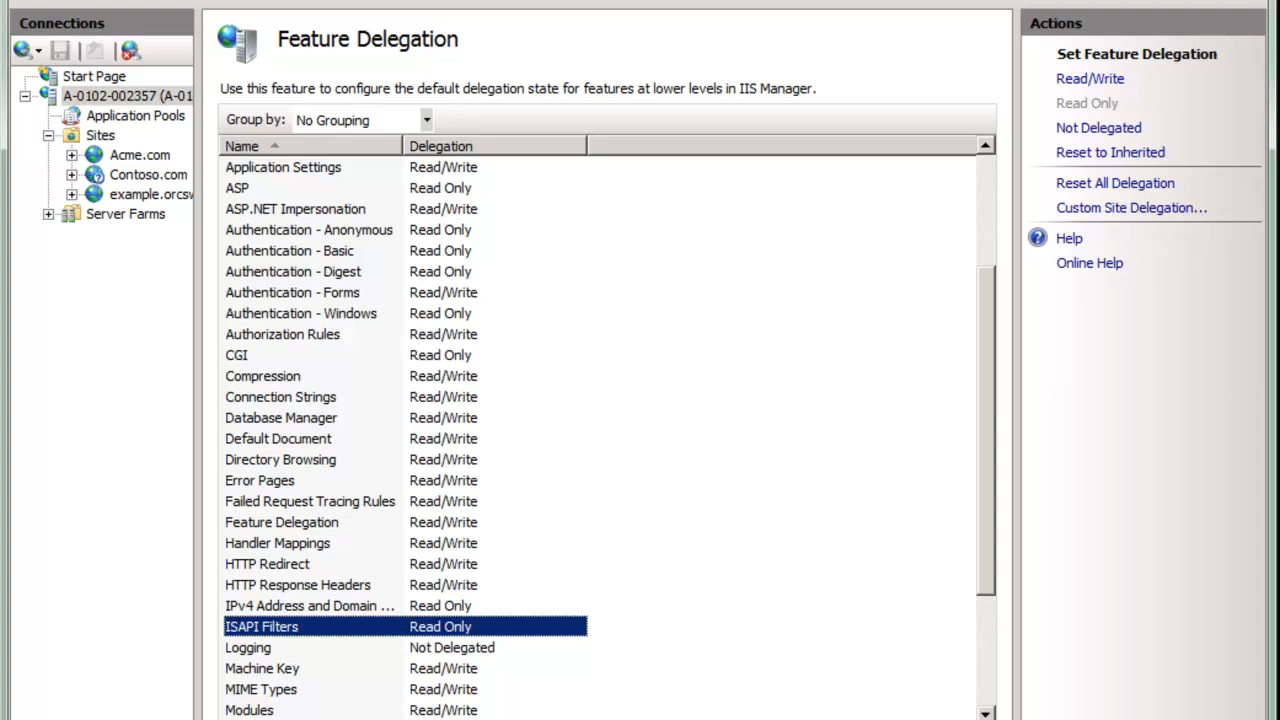 Connections
Start Page
A-0102-002357 (A-01
Application Pools
Sites
Acme.com
Contoso.com
example.orcsw
Server Farms
Feature Delegation
Use this feature to configure the default delegation state for features at lower levels in IIS Manager.
Group by: No Grouping
Name Delegation
Application Settings Read/Write
ASP Read Only
ASP.NET Impersonation Read/Write
Authentication - Anonymous Read Only
Authentication - Basic Read Only
Authentication - Digest Read Only
Authentication - Forms Read/Write
Authentication - Windows Read Only
Authorization Rules Read/Write
CGI Read Only
Compression Read/Write
Connection Strings Read/Write
Database Manager Read/Write
Default Document Read/Write
Directory Browsing Read/Write
Error Pages Read/Write
Failed Request Tracing Rules Read/Write
Feature Delegation Read/Write
Handler Mappings Read/Write
HTTP Redirect Read/Write
HTTP Response Headers Read/Write
IPv4 Address and Domain ... Read Only
ISAPI Filters Read Only
Logging Not Delegated
Machine Key Read/Write
MIME Types Read/Write
Modules Read/Write
Actions
Set Feature Delegation
Read/Write
Read Only
Not Delegated
Reset to Inherited
Reset All Delegation
Custom Site Delegation...
Help
Online Help